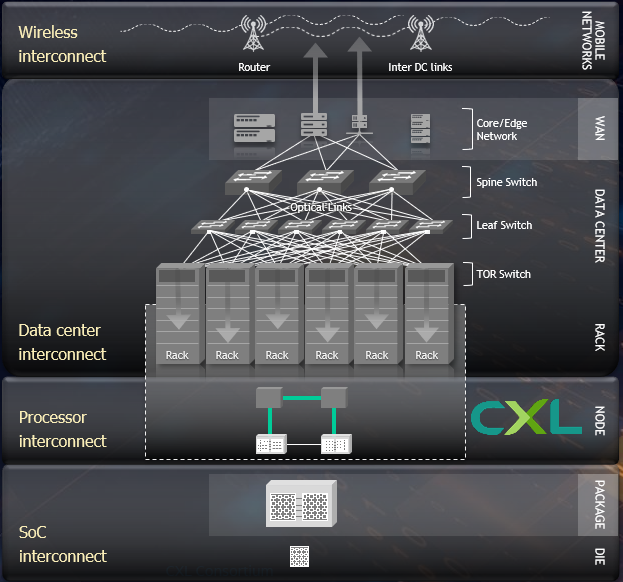 Wireless
interconnect
Router
Inter DC links
MOBILE
NETWORKS
Core/Edge
Network
WAN
Spine Switch
Optical Links
Leaf Switch
DATA CENTER
TOR Switch
Data center
interconnect
Rack
Rack
Rack
Rack
Rack
Rack
RACK
Processor
interconnect
CXL
NODE
PACKAGE
SoC
interconnect
DIE